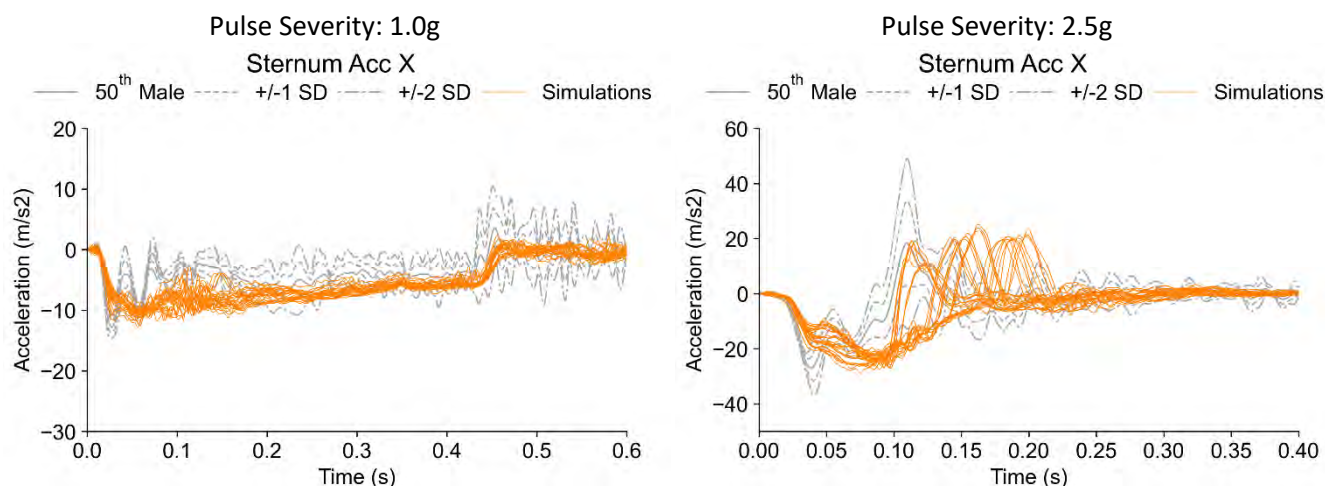 Pulse Severity: 1.0g
Sternum Acc X
50th Male +/-1 SD +/-2 SD Simulations
20
10
0
−10
−20
−30
Acceleration (m/s2)
0.0 0.1 0.2 0.3 0.4 0.5 0.6
Time (s)
Pulse Severity: 2.5g
Sternum Acc X
50th Male +/-1 SD +/-2 SD Simulations
60
40
20
0
−20
−40
Acceleration (m/s2)
0.00 0.05 0.10 0.15 0.20 0.25 0.30 0.35 0.40
Time (s)